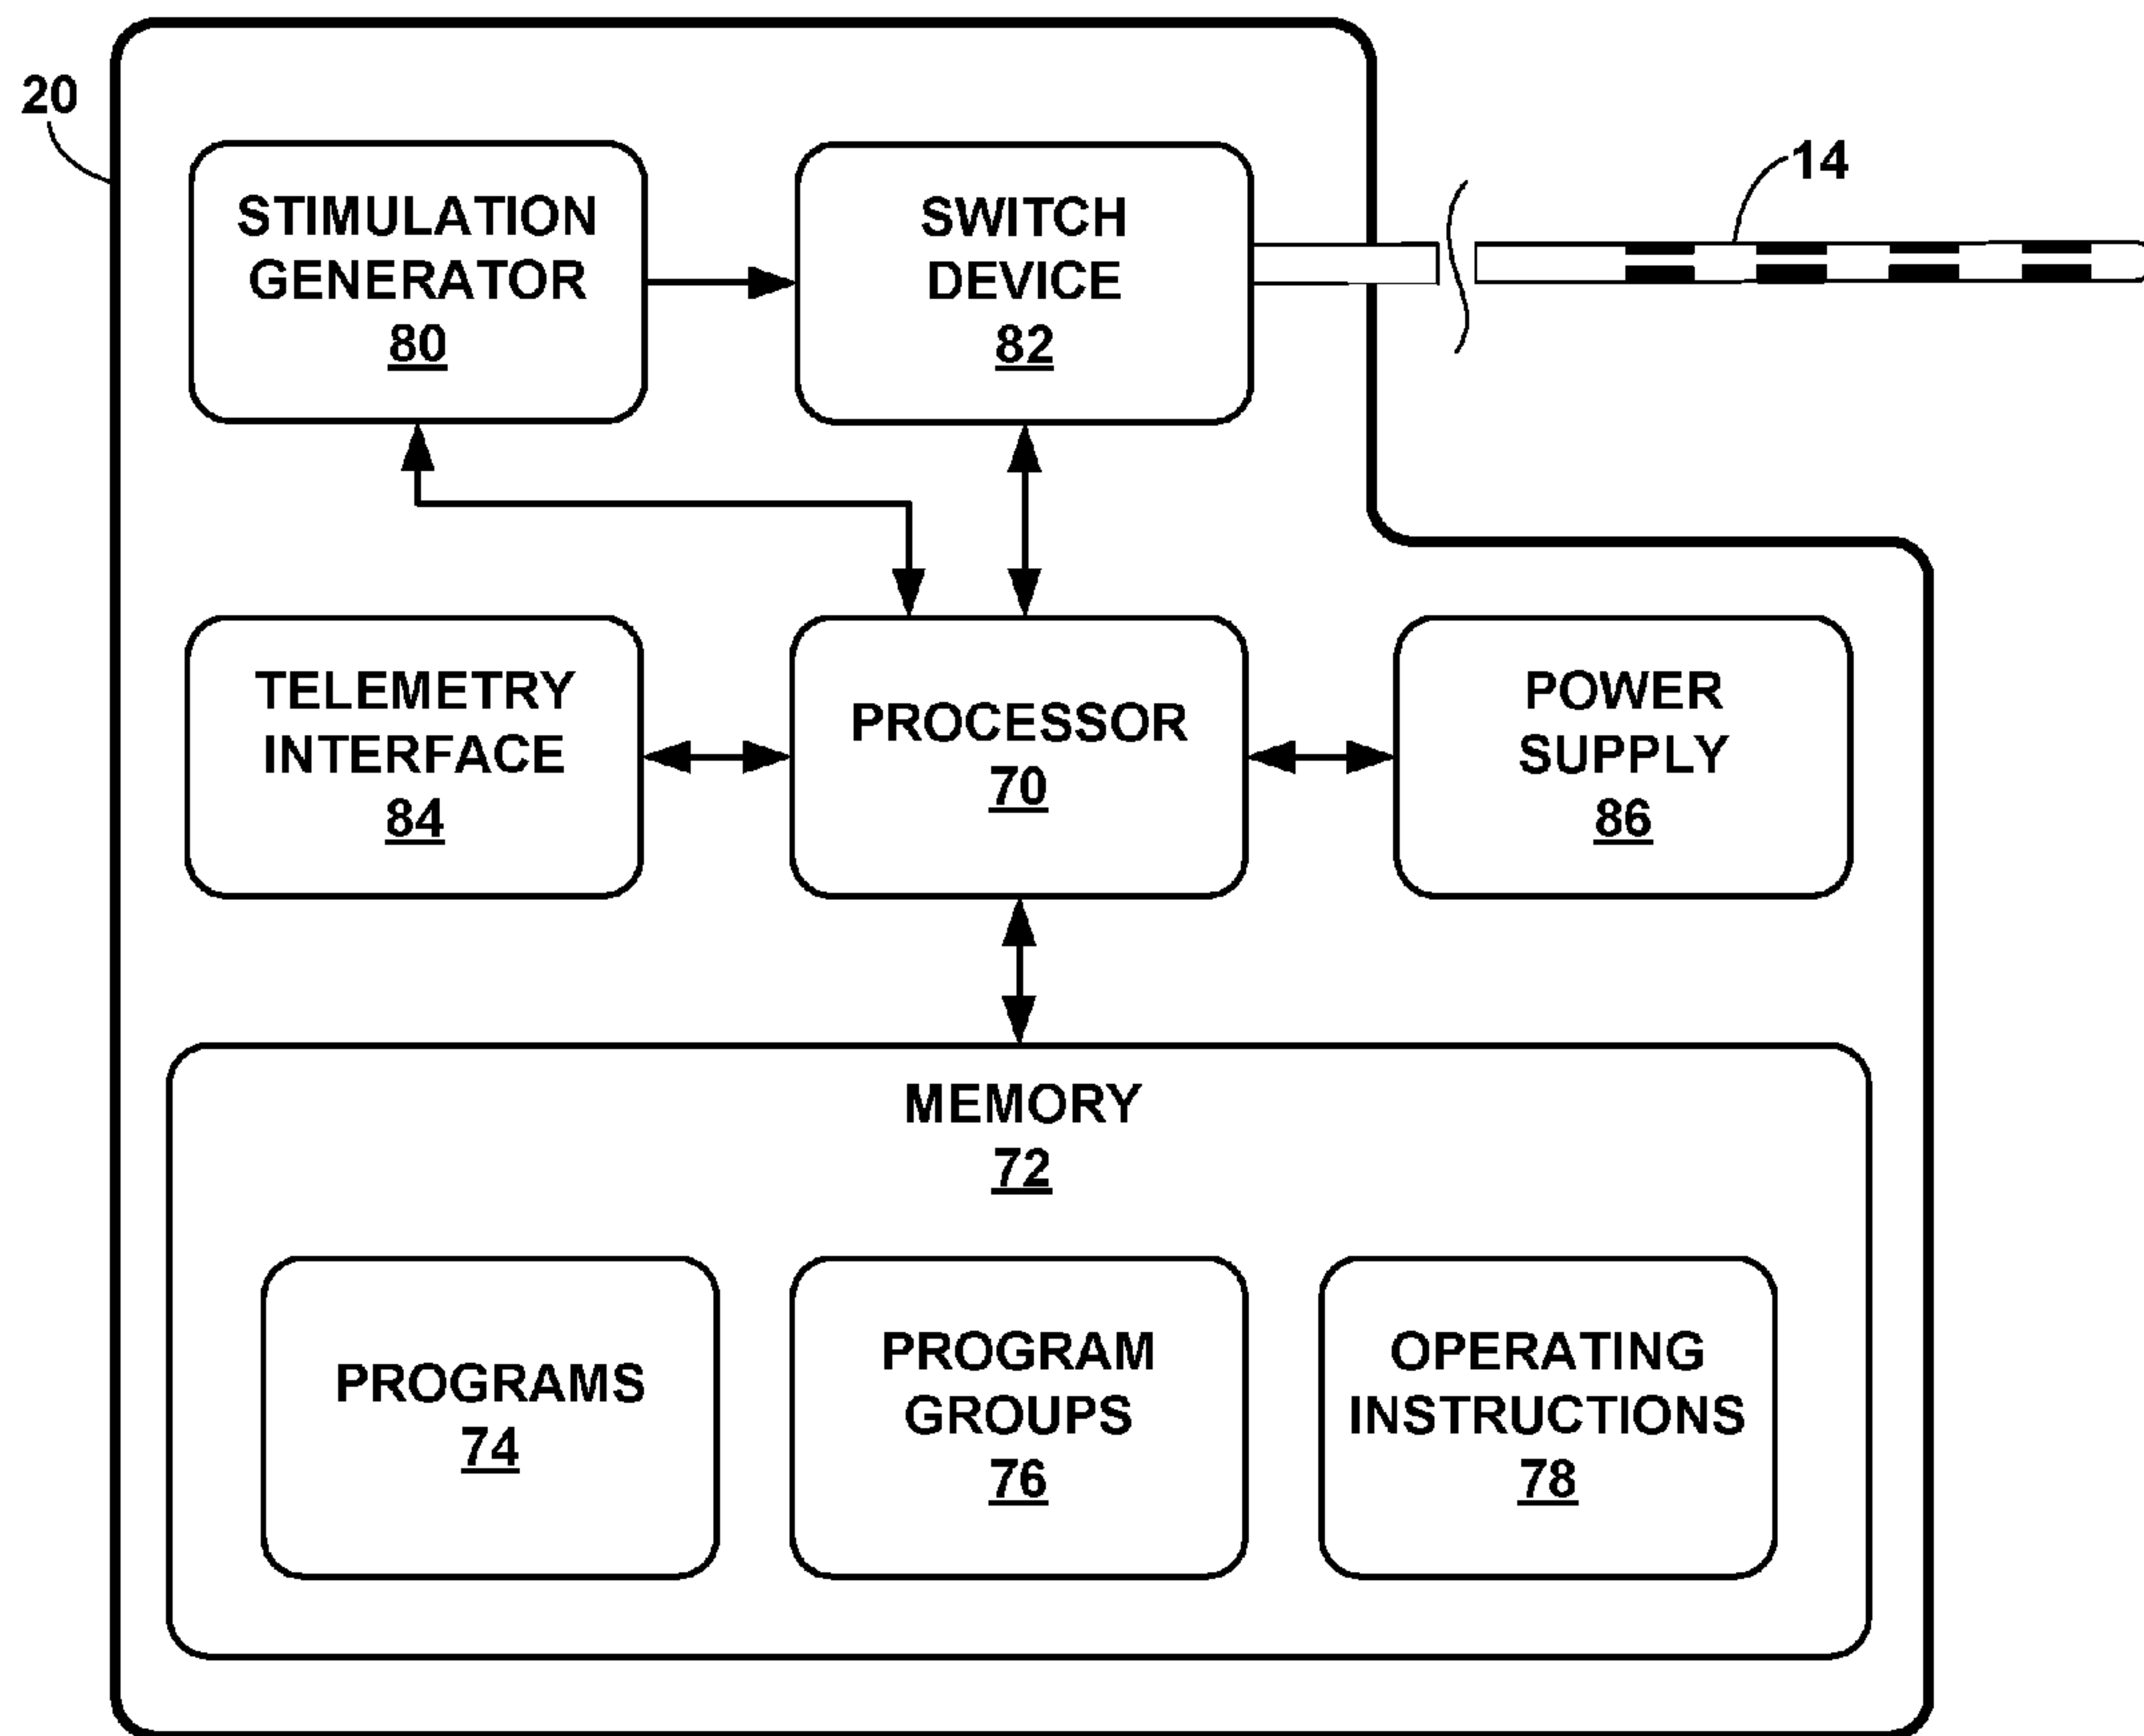 20
14
STIMULATION
GENERATOR
80
SWITCH
DEVICE
82
TELEMETRY
INTERFACE
84
PROCESSOR
70
POWER
SUPPLY
86
MEMORY
72
PROGRAMS
74
PROGRAM
GROUPS
76
OPERATING
INSTRUCTIONS
78